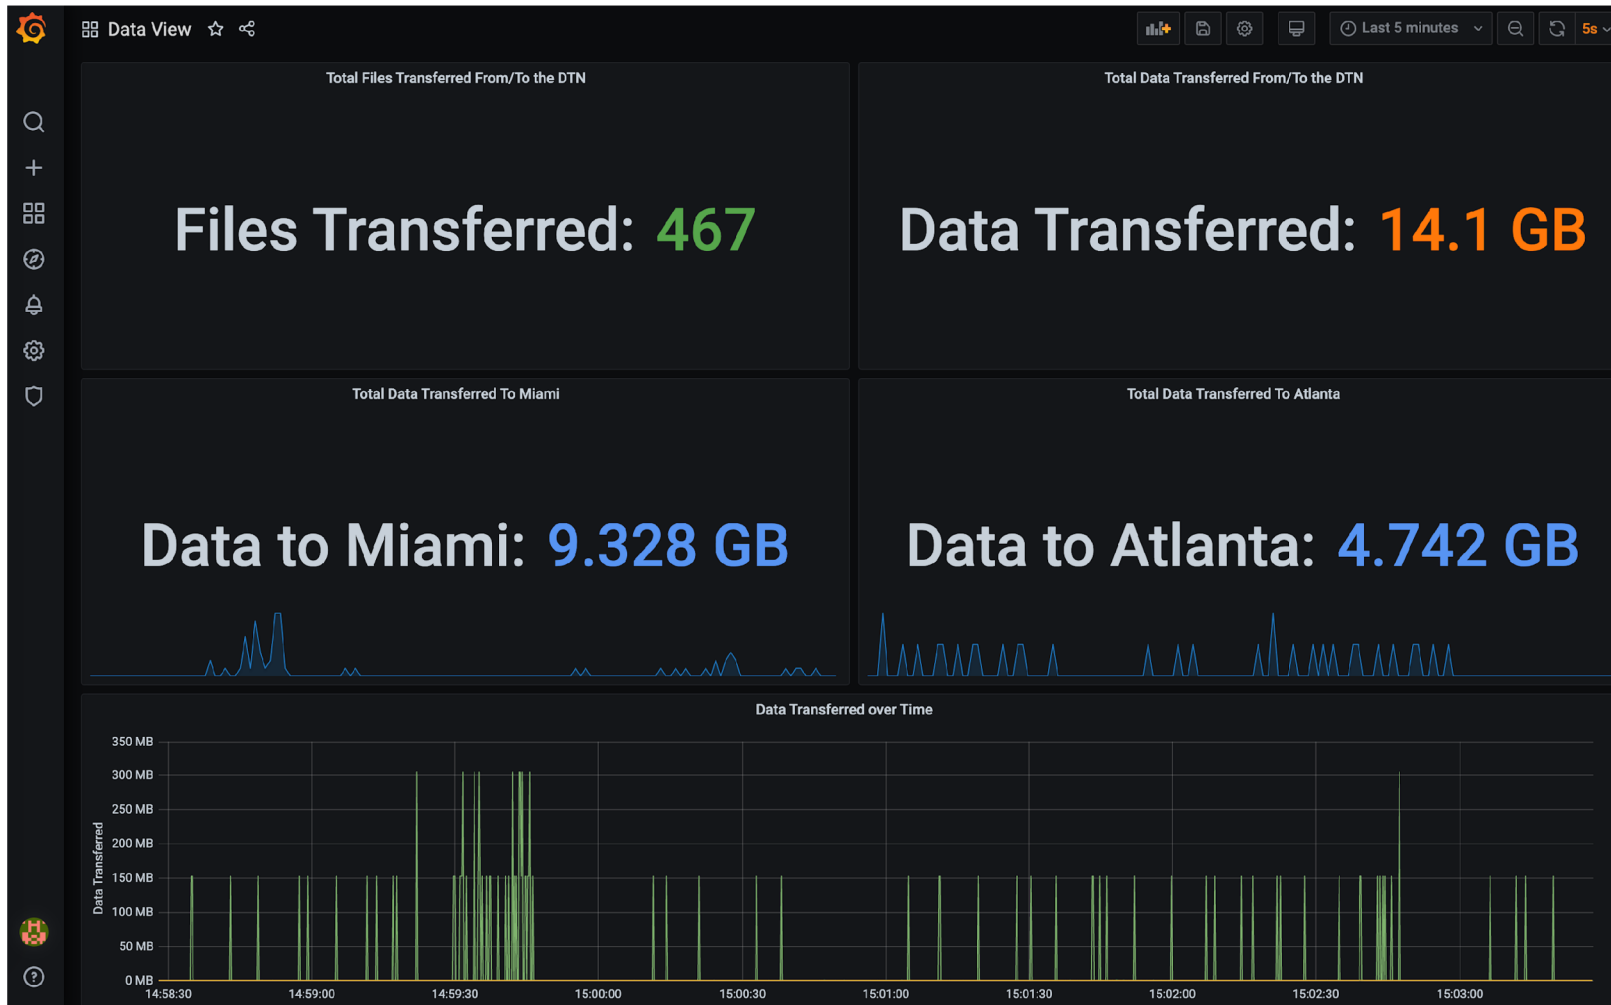 Data View
Last 5 minutes
5s
Total Files Transferred From/To the DTN
Total Data Transferred From/To the DTN
Files Transferred: 467
Data Transferred: 14.1 GB
Total Data Transferred To Miami
Total Data Transferred To Atlanta
Data to Miami: 9.328 GB
Data to Atlanta: 4.742 GB
Data Transferred over Time
Data Transferred
350 MB
300 MB
250 MB
200 MB
150 MB
100 MB
50 MB
0 MB
14:58:30 14:59:00 14:59:30 15:00:00 15:00:30 15:01:00 15:01:30 15:02:00 15:02:30 15:03:00